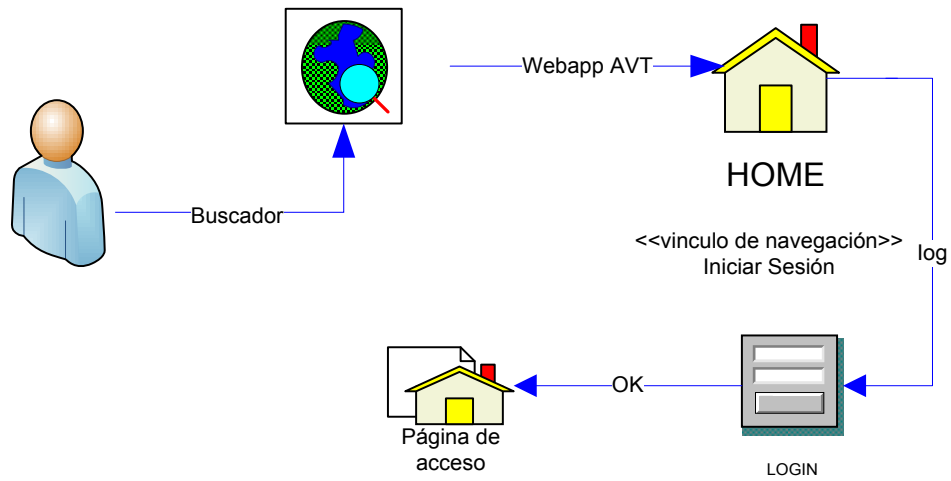 Webapp AVT
HOME
Buscador
<<vinculo de navegación>>
Iniciar Sesión
log
OK
Página de
acceso
LOGIN